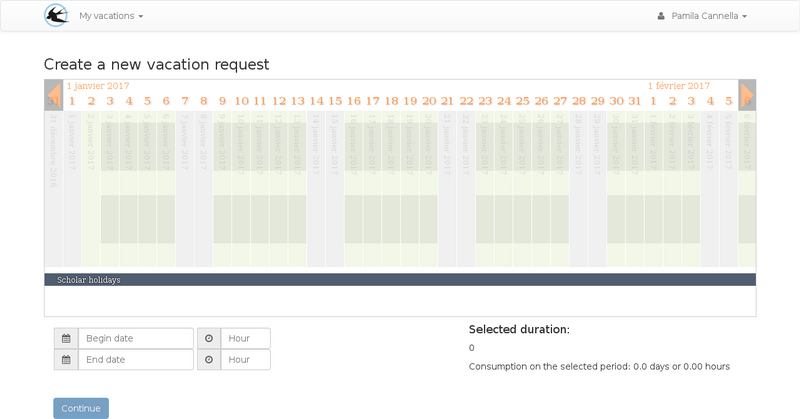 My vacations
Pamila Cannella
Create a new vacation request
1 janvier 2017 1 février 2017
31 1 2 3 4 5 6 7 8 9 10 11 12 13 14 15 16 17 18 19 20 21 22 23 24 25 26 27 28 29 30 31 1 2 3 4 5 6
31 décembre 2016
1 janvier 2017
2 janvier 2017
3 janvier 2017
4 janvier 2017
5 janvier 2017
6 janvier 2017
7 janvier 2017
8 janvier 2017
9 janvier 2017
10 janvier 2017
11 janvier 2017
12 janvier 2017
13 janvier 2017
14 janvier 2017
15 janvier 2017
16 janvier 2017
17 janvier 2017
18 janvier 2017
19 janvier 2017
20 janvier 2017
21 janvier 2017
22 janvier 2017
23 janvier 2017
24 janvier 2017
25 janvier 2017
26 janvier 2017
27 janvier 2017
28 janvier 2017
29 janvier 2017
30 janvier 2017
31 janvier 2017
1 février 2017
2 février 2017
3 février 2017
4 février 2017
5 février 2017
6 février 2017
Scholar holidays
Begin date Hour
End date Hour
Selected duration:
0
Consumption on the selected period: 0.0 days or 0.00 hours
Continue